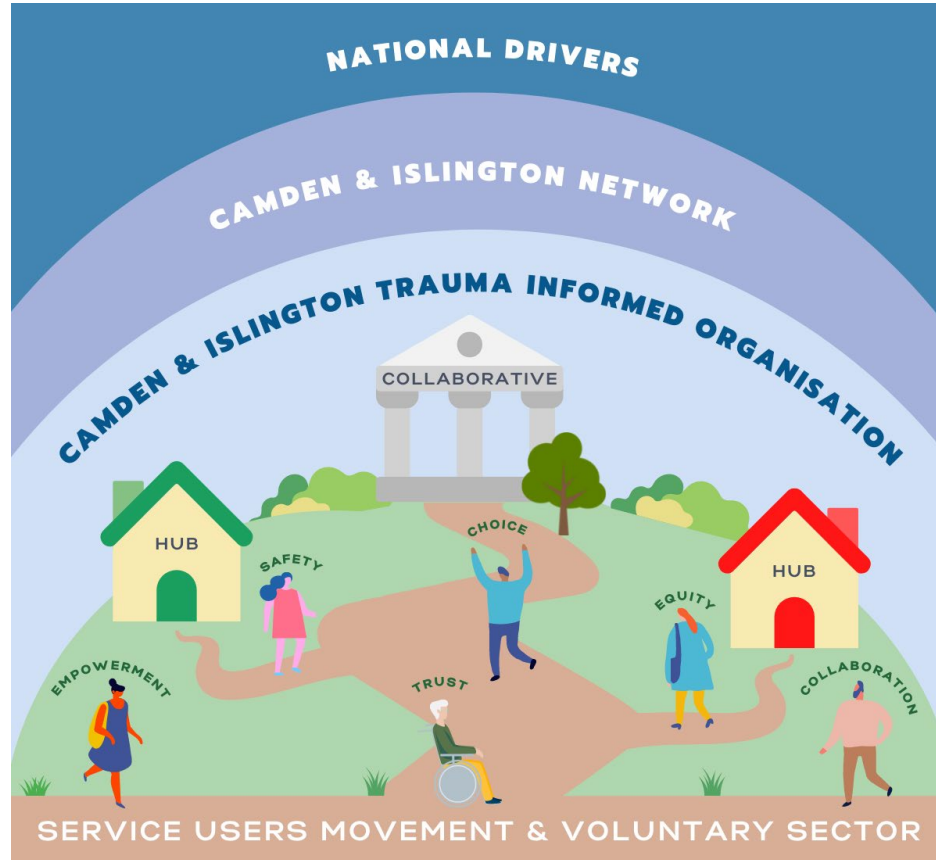 NATIONAL DRIVERS
CAMDEN & ISLINGTON NETWORK
CAMDEN & ISLINGTON TRAUMA INFORMED ORGANISATION
COLLABORATIVE
HUB
SAFETY
CHOICE
EQUITY
HUB
EMPOWERMENT
TRUST
COLLABORATION
SERVICE USERS MOVEMENT & VOLUNTARY SECTOR